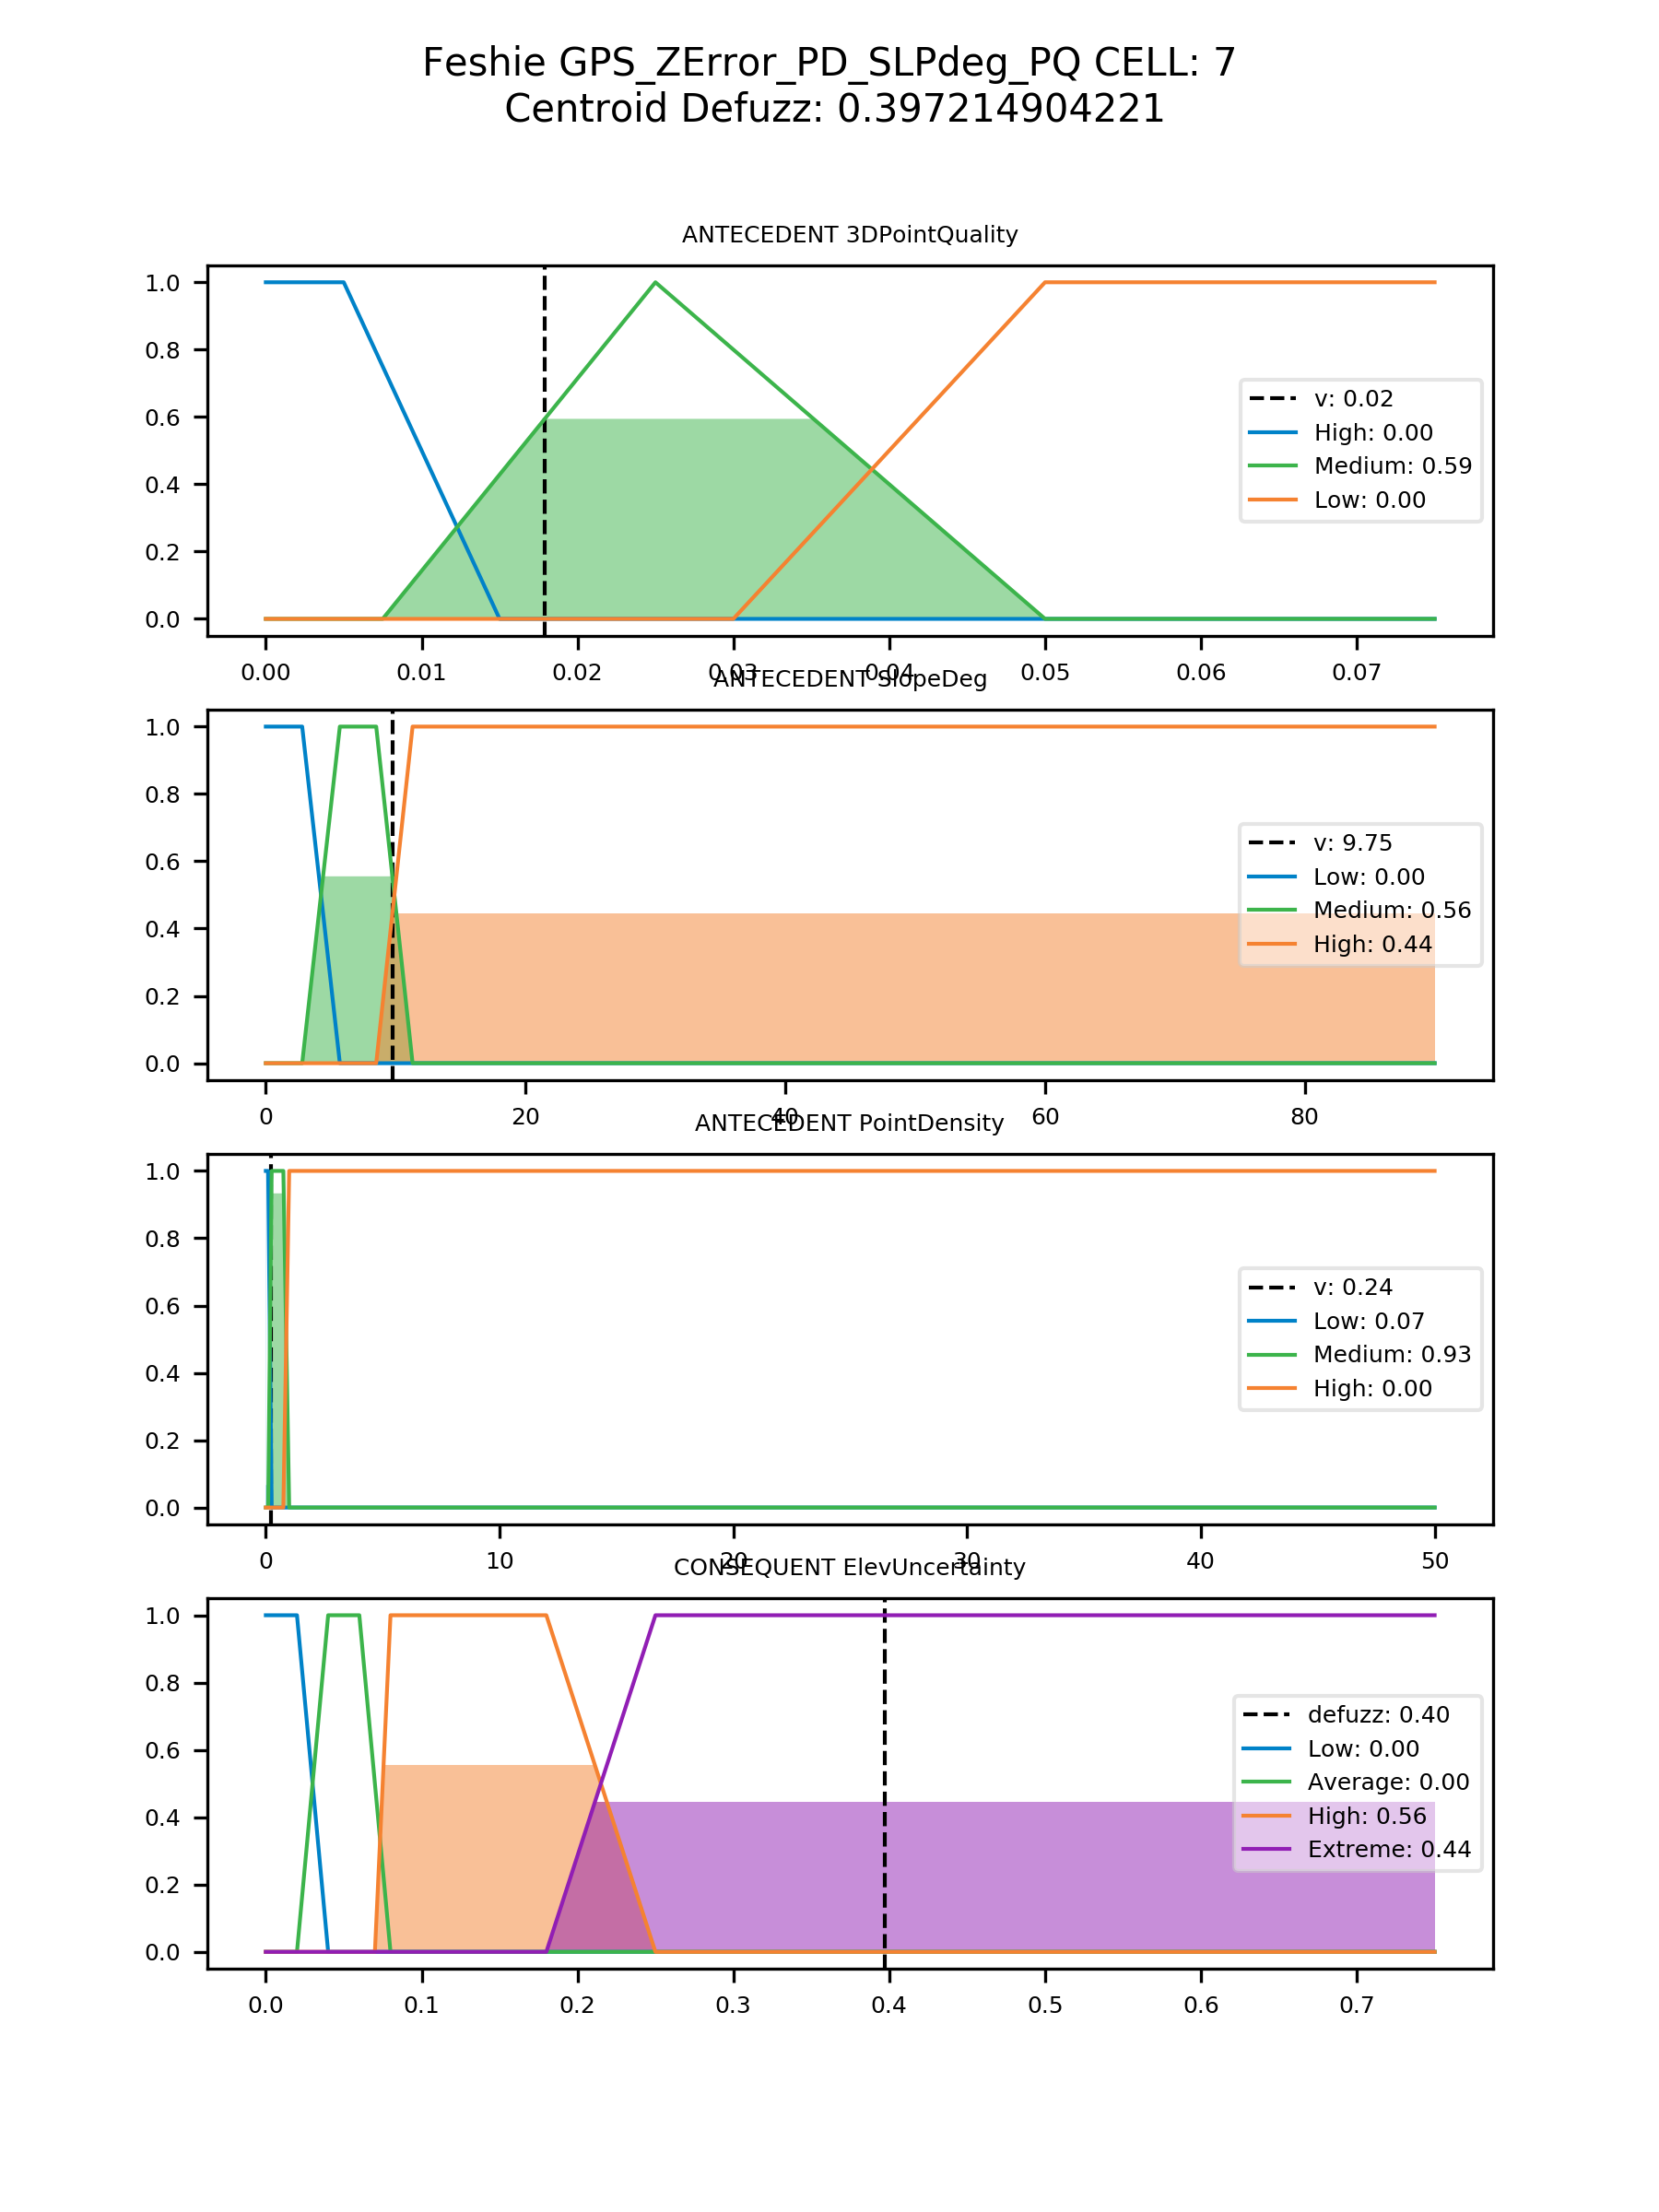 Feshie GPS_ZError_PD_SLPdeg_PQ CELL: 7
Centroid Defuzz: 0.397214904221
ANTECEDENT 3DPointQuality
1.0
0.8
0.6
0.4
0.2
0.0
v: 0.02
High: 0.00
Medium: 0.59
Low: 0.00
0.00 0.01 0.02 0.03 0.04 0.05 0.06 0.07
ANTECEDENT SlopeDeg
1.0
0.8
0.6
0.4
0.2
0.0
v: 9.75
Low: 0.00
Medium: 0.56
High: 0.44
0 20 40 60 80
ANTECEDENT PointDensity
1.0
0.8
0.6
0.4
0.2
0.0
v: 0.24
Low: 0.07
Medium: 0.93
High: 0.00
0 10 20 30 40 50
CONSEQUENT ElevUncertainty
1.0
0.8
0.6
0.4
0.2
0.0
defuzz: 0.40
Low: 0.00
Average: 0.00
High: 0.56
Extreme: 0.44
0.0 0.1 0.2 0.3 0.4 0.5 0.6 0.7